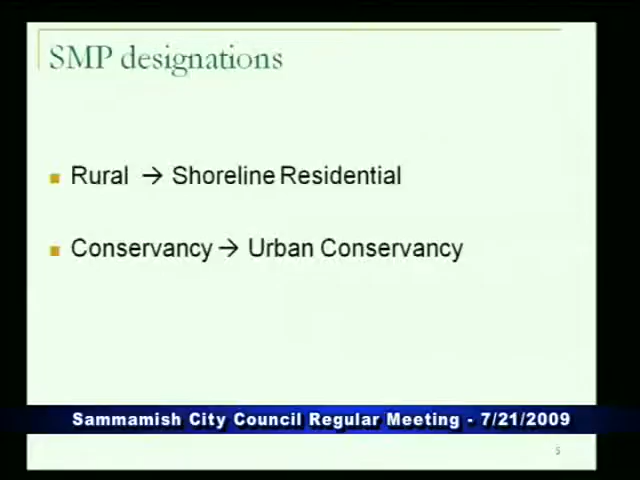 SMP designations
Rural → Shoreline Residential
Conservancy → Urban Conservancy
Sammamish City Council Regular Meeting - 7/21/2009
5